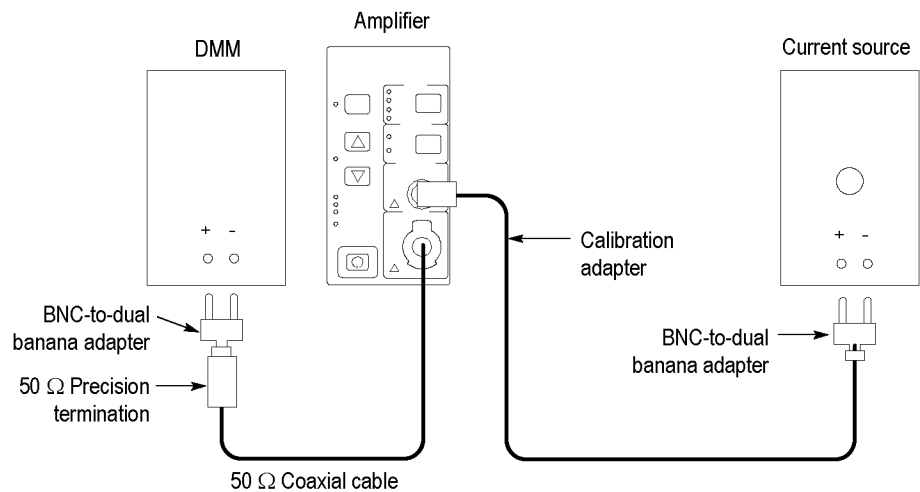 Amplifier
DMM
Current source
+ -
+ -
Calibration
adapter
BNC-to-dual
banana adapter
BNC-to-dual
banana adapter
50 Ω Precision
termination
50 Ω Coaxial cable